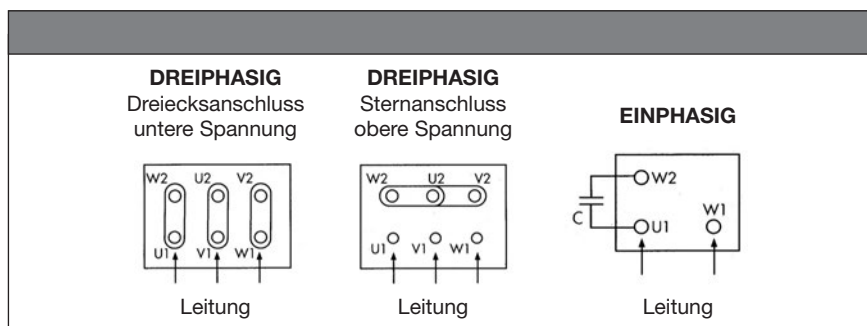 DREIPHASIG
Dreiecksanschluss
untere Spannung
W2 U2 V2
U1 V1 W1
Leitung
DREIPHASIG
Sternanschluss
obere Spannung
W2 U2 V2
U1 V1 W1
Leitung
EINPHASIG
W2
C
U1 W1
Leitung